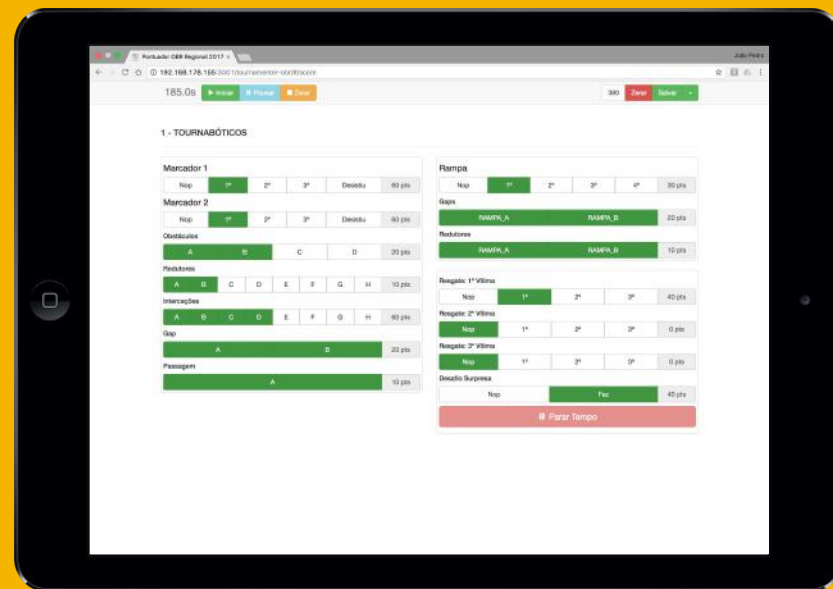 Pontuador OBR Regional 2017
João Pedro
192.168.178.155:3001/tournamenter-obr/#score
185.0s Iniciar Pausar Zerar
380 Zerar Salvar
1 - TOURNABÓTICOS
Marcador 1
Nop 1º 2º 3º Desistiu 60 pts
Marcador 2
Nop 1º 2º 3º Desistiu 60 pts
Obstáculos
A B C D 20 pts
Redutores
A B C D E F G H 10 pts
Interceções
A B C D E F G H 60 pts
Gap
A B 20 pts
Passagem
A 10 pts
Rampa
Nop 1º 2º 3º 4º 30 pts
Gaps
RAMPA_A RAMPA_B 20 pts
Redutores
RAMPA_A RAMPA_B 10 pts
Resgate: 1ª Vítima
Nop 1º 2º 3º 40 pts
Resgate: 2ª Vítima
Nop 1º 2º 3º 0 pts
Resgate: 3ª Vítima
Nop 1º 2º 3º 0 pts
Desafio Surpresa
Nop Fez 40 pts
Parar Tempo